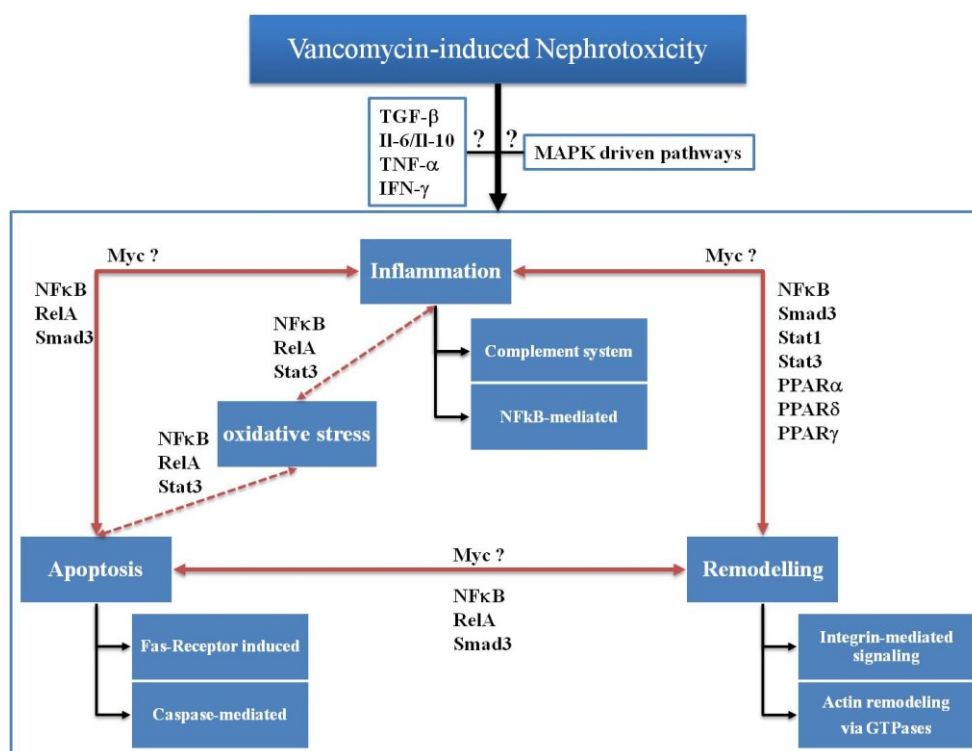 Vancomycin-induced Nephrotoxicity
TGF-β
Il-6/Il-10
TNF-α
IFN-γ
?
?
MAPK driven pathways
Myc ?
Inflammation
Myc ?
NFκB
RelA
Smad3
NFκB
RelA
Stat3
Complement system
NFkB-mediated
NFκB
Smad3
Stat1
Stat3
PPARα
PPARδ
PPARγ
oxidative stress
NFκB
RelA
Stat3
Apoptosis
Myc ?
Remodelling
NFκB
RelA
Smad3
Fas-Receptor induced
Caspase-mediated
Integrin-mediated
signaling
Actin remodeling
via GTPases